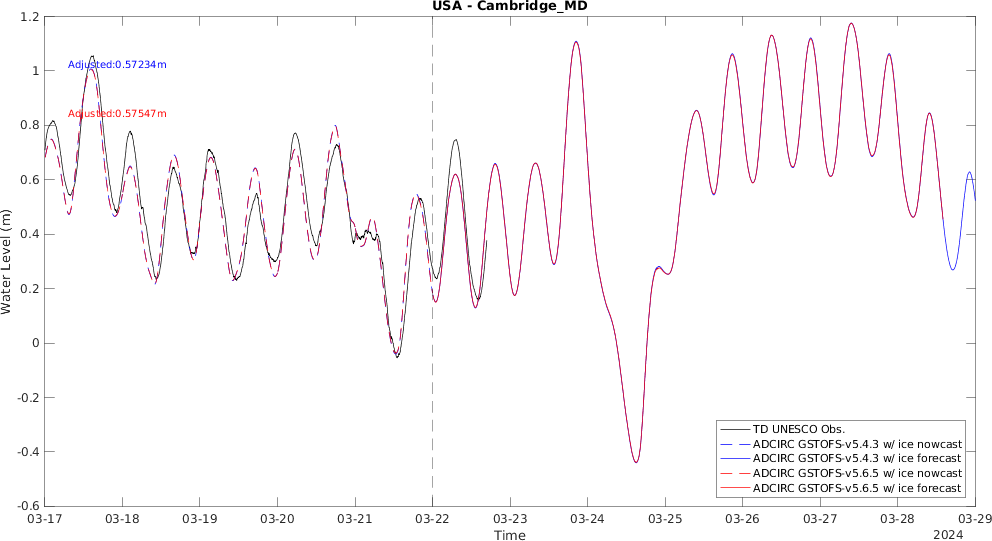 USA - Cambridge_MD
1.2
1
0.8
0.6
0.4
0.2
0
-0.2
-0.4
-0.6
Water Level (m)
Adjusted:0.57234m
Adjusted:0.57547m
TD UNESCO Obs.
ADCIRC GSTOFS-v5.4.3 w/ ice nowcast
ADCIRC GSTOFS-v5.4.3 w/ ice forecast
ADCIRC GSTOFS-v5.6.5 w/ ice nowcast
ADCIRC GSTOFS-v5.6.5 w/ ice forecast
03-17 03-18 03-19 03-20 03-21 03-22 03-23 03-24 03-25 03-26 03-27 03-28 03-29
Time
2024